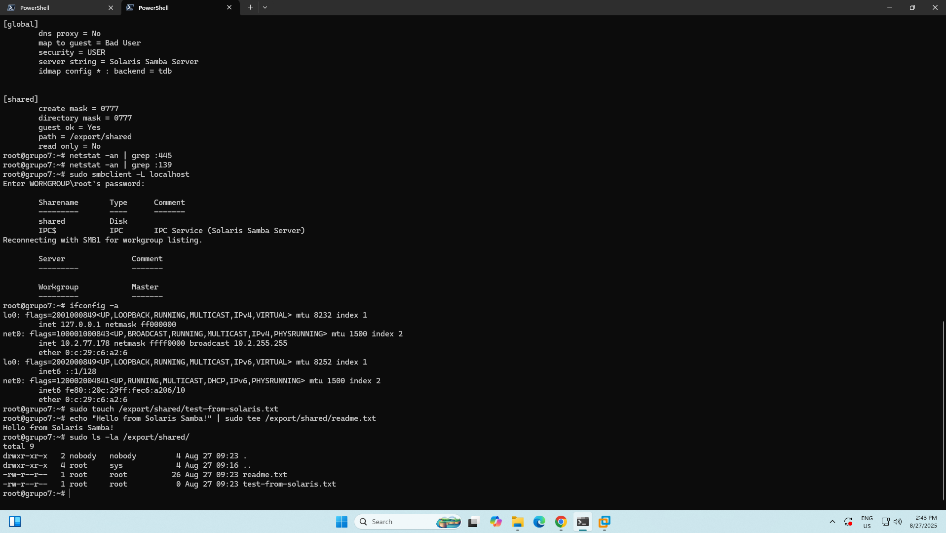 PowerShell
PowerShell
[global]
dns proxy = No
map to guest = Bad User
security = USER
server string = Solaris Samba Server
idmap config * : backend = tdb
[shared]
create mask = 0777
directory mask = 0777
guest ok = Yes
path = /export/shared
read only = No
root@grupo7:~# netstat -an | grep :445
root@grupo7:~# netstat -an | grep :139
root@grupo7:~# sudo smbclient -L localhost
Enter WORKGROUP\root's password:
Sharename Type Comment
--------- ---- -------
shared Disk
IPC$ IPC IPC Service (Solaris Samba Server)
Reconnecting with SMB1 for workgroup listing.
Server Comment
--------- -------
Workgroup Master
--------- -------
root@grupo7:~# ifconfig -a
lo0: flags=2001000849<UP,LOOPBACK,RUNNING,MULTICAST,IPv4,VIRTUAL> mtu 8232 index 1
inet 127.0.0.1 netmask ff000000
net0: flags=100001000843<UP,BROADCAST,RUNNING,MULTICAST,IPv4,PHYSRUNNING> mtu 1500 index 2
inet 10.2.77.178 netmask ffff0000 broadcast 10.2.255.255
ether 0:c:29:c6:a2:6
lo0: flags=2002000849<UP,LOOPBACK,RUNNING,MULTICAST,IPv6,VIRTUAL> mtu 8252 index 1
inet6 ::1/128
net0: flags=120002004841<UP,RUNNING,MULTICAST,DHCP,IPv6,PHYSRUNNING> mtu 1500 index 2
inet6 fe80::20c:29ff:fec6:a206/10
ether 0:c:29:c6:a2:6
root@grupo7:~# sudo touch /export/shared/test-from-solaris.txt
root@grupo7:~# echo "Hello from Solaris Samba!" | sudo tee /export/shared/readme.txt
Hello from Solaris Samba!
root@grupo7:~# sudo ls -la /export/shared/
total 9
drwxr-xr-x 2 nobody nobody 4 Aug 27 09:23 .
drwxr-xr-x 4 root sys 4 Aug 27 09:16 ..
-rw-r--r-- 1 root root 26 Aug 27 09:23 readme.txt
-rw-r--r-- 1 root root 0 Aug 27 09:23 test-from-solaris.txt
root@grupo7:~#
Search
ENG
US
2:45 PM
8/27/2025